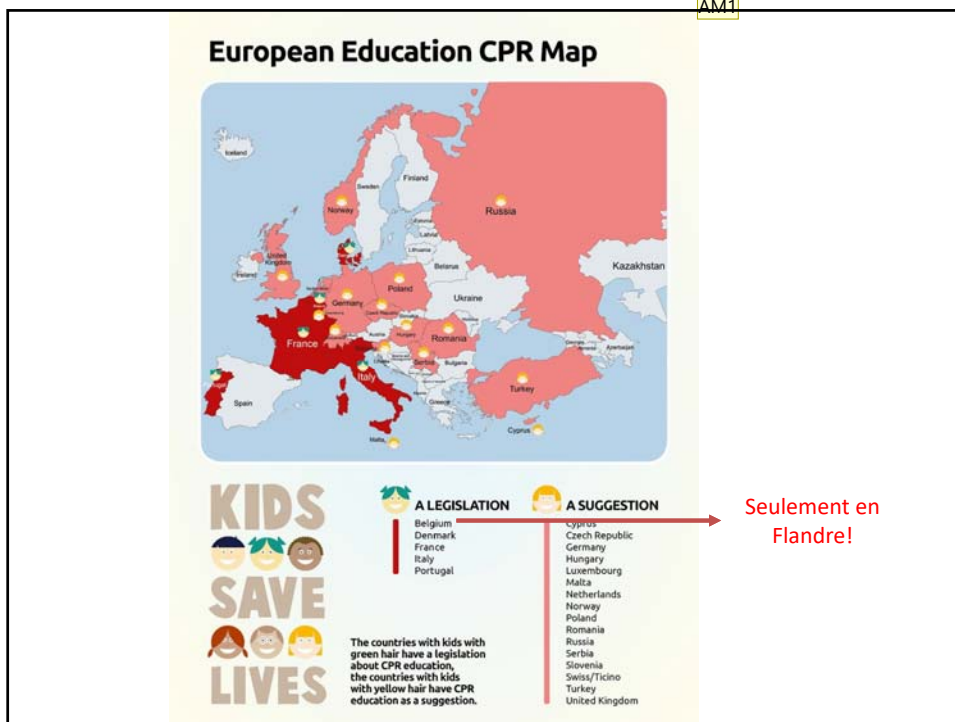 AM1
European Education CPR Map
Iceland
Sweden
Finland
Norway
Russia
Estonia
Latvia
Lithuania
United
Kingdom
Ireland
Belarus
Kazakhstan
Poland
Germany
Ukraine
Czech Republic
France
Austria
Hungary
Romania
Serbia
Italy
Bulgaria
Georgia
Azerbaijan
Portugal
Spain
Greece
Turkey
Malta
Cyprus
KIDS
SAVE
LIVES
A LEGISLATION
Belgium
Denmark
France
Italy
Portugal
The countries with kids with
green hair have a legislation
about CPR education,
the countries with kids
with yellow hair have CPR
education as a suggestion.
A SUGGESTION
Cyprus
Czech Republic
Germany
Hungary
Luxembourg
Malta
Netherlands
Norway
Poland
Romania
Russia
Serbia
Slovenia
Swiss/Ticino
Turkey
United Kingdom
Seulement en
Flandre!